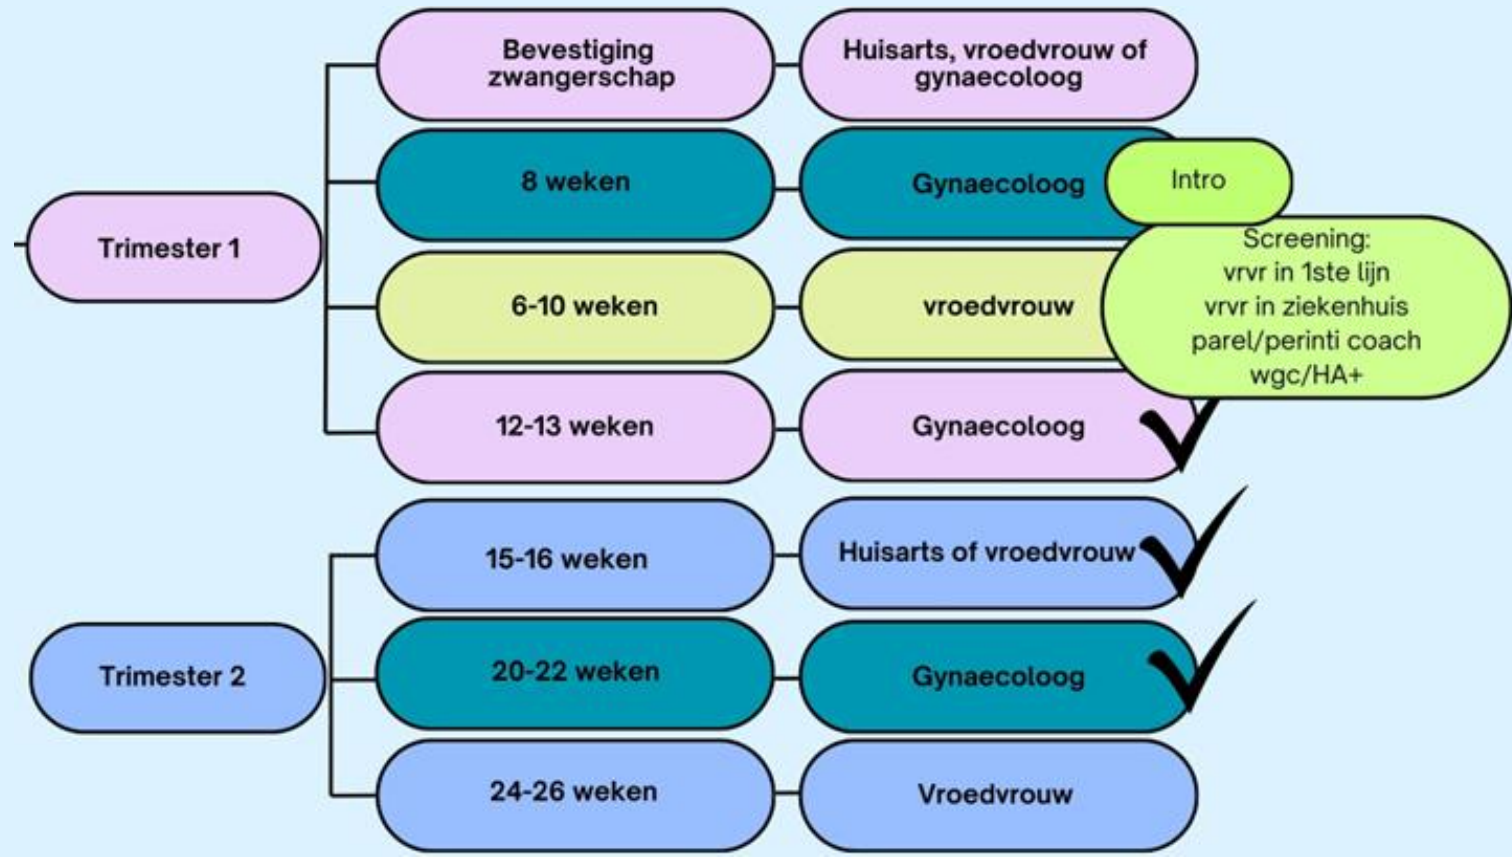 Bevestiging
zwangerschap
Huisarts, vroedvrouw of
gynaecoloog
8 weken
Gynaecoloog
Intro
Trimester 1
6-10 weken
vroedvrouw
Screening:
vrvr in 1ste lijn
vrvr in ziekenhuis
parel/perinti coach
wgc/HA+
12-13 weken
Gynaecoloog
15-16 weken
Huisarts of vroedvrouw
Trimester 2
20-22 weken
Gynaecoloog
24-26 weken
Vroedvrouw